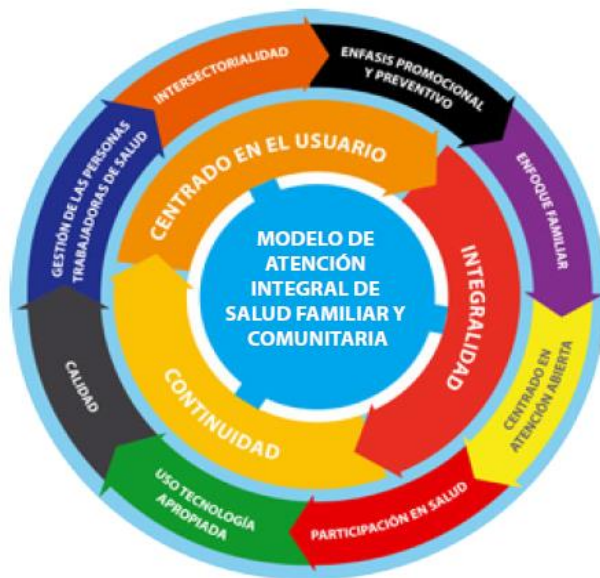 MODELO DE
ATENCIÓN
INTEGRAL DE
SALUD FAMILIAR Y
COMUNITARIA
CENTRADO EN EL USUARIO
INTEGRALIDAD
CONTINUIDAD
INTERSECTORIALIDAD
ENFASIS PROMOCIONAL
Y PREVENTIVO
ENFOQUE FAMILIAR
CENTRADO EN
ATENCIÓN ABIERTA
PARTICIPACIÓN EN SALUD
USO TECNOLOGÍA
APROPIADA
CALIDAD
GESTIÓN DE LAS PERSONAS
TRABAJADORAS DE SALUD